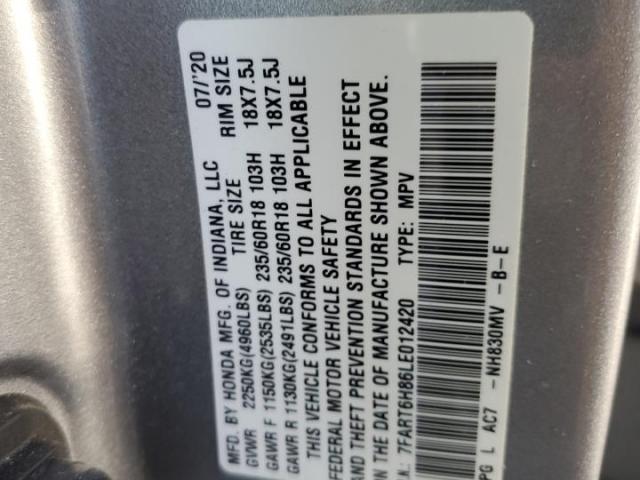 MFD. BY HONDA MFG. OF INDIANA, LLC 07/'20
GVWR 2250KG(4960LBS) TIRE SIZE RIM SIZE
GAWR F 1150KG(2535LBS) 235/60R18 103H 18X7.5J
GAWR R 1130KG(2491LBS) 235/60R18 103H 18X7.5J
THIS VEHICLE CONFORMS TO ALL APPLICABLE
FEDERAL MOTOR VEHICLE SAFETY
AND THEFT PREVENTION STANDARDS IN EFFECT
ON THE DATE OF MANUFACTURE SHOWN ABOVE.
.N.: 7FART6H86LE012420 TYPE: MPV
PG L AC7 -NH830MV -B-E